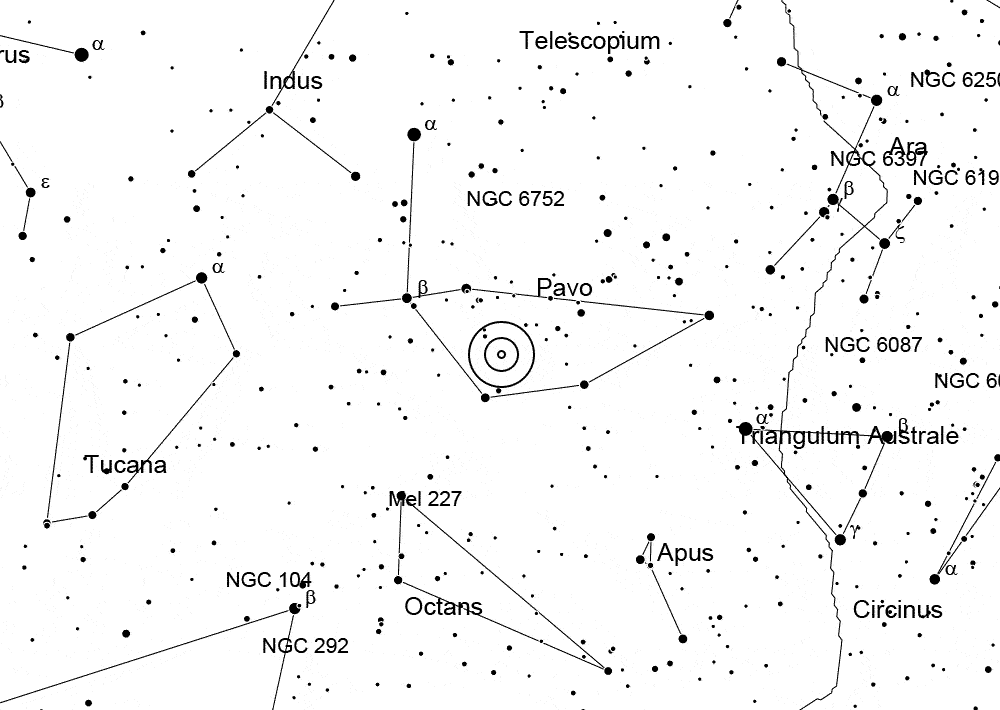 Telescopium
α
rus
Indus
NGC 6250
α
β
α
Ara
NGC 6397
NGC 619
ε
NGC 6752
β
γ
ζ
α
β
Pavo
NGC 6087
NGC 60
α
β
Triangulum Australe
Tucana
Mel 227
γ
Apus
α
NGC 104
β
Octans
Circinus
NGC 292